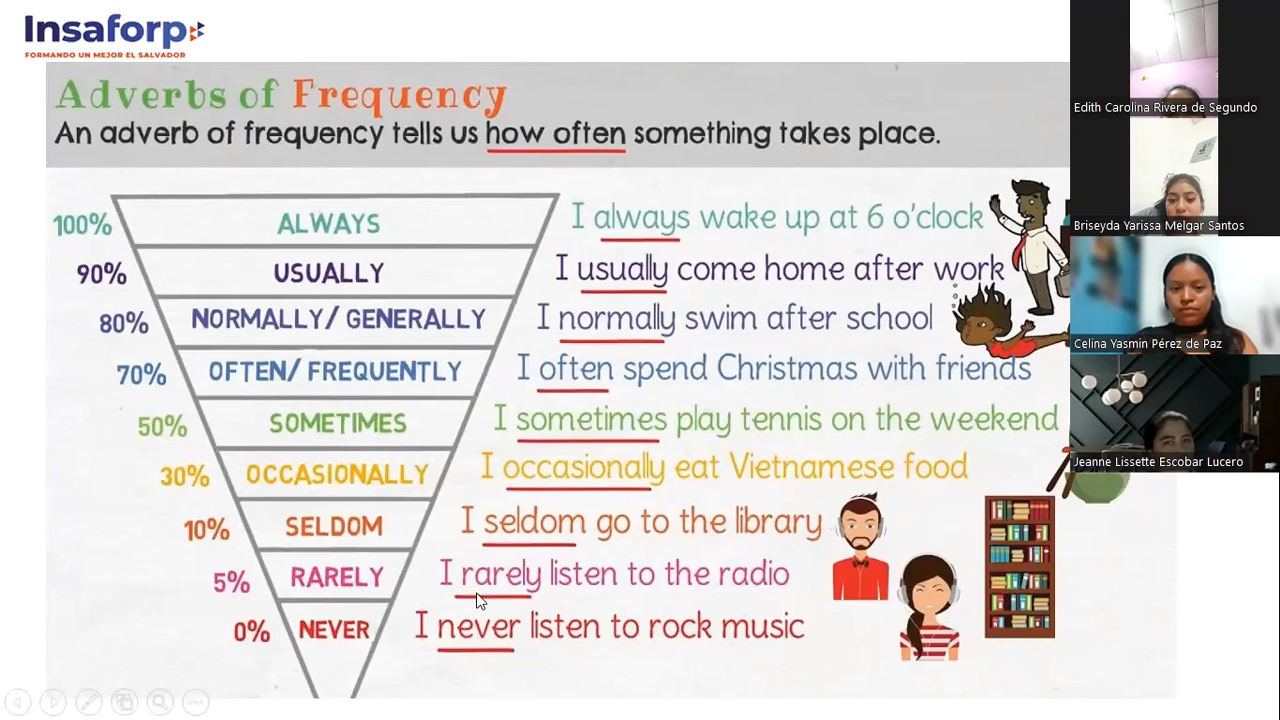 Insaforp
FORMANDO UN MEJOR EL SALVADOR
Adverbs of Frequency
An adverb of frequency tells us how often something takes place.
100% ALWAYS I always wake up at 6 o'clock
90% USUALLY I usually come home after work
80% NORMALLY/ GENERALLY I normally swim after school
70% OFTEN/ FREQUENTLY I often spend Christmas with friends
50% SOMETIMES I sometimes play tennis on the weekend
30% OCCASIONALLY I occasionally eat Vietnamese food
10% SELDOM I seldom go to the library
5% RARELY I rarely listen to the radio
0% NEVER I never listen to rock music
Edith Carolina Rivera de Segundo
Briseyda Yarissa Melgar Santos
Celina Yasmin Pérez de Paz
Jeanne Lissette Escobar Lucero